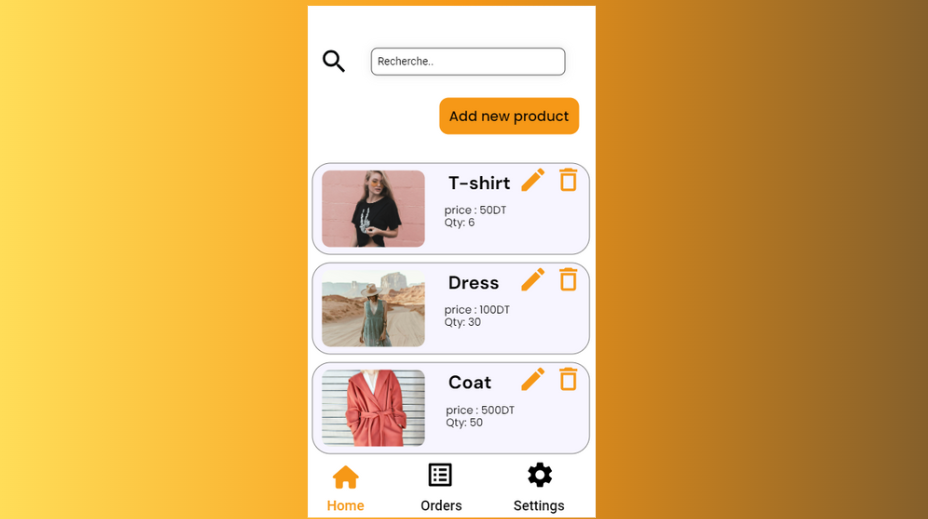 Recherche..
Add new product
T-shirt
price : 50DT
Qty: 6
Dress
price : 100DT
Qty: 30
Coat
price : 500DT
Qty: 50
Home
Orders
Settings